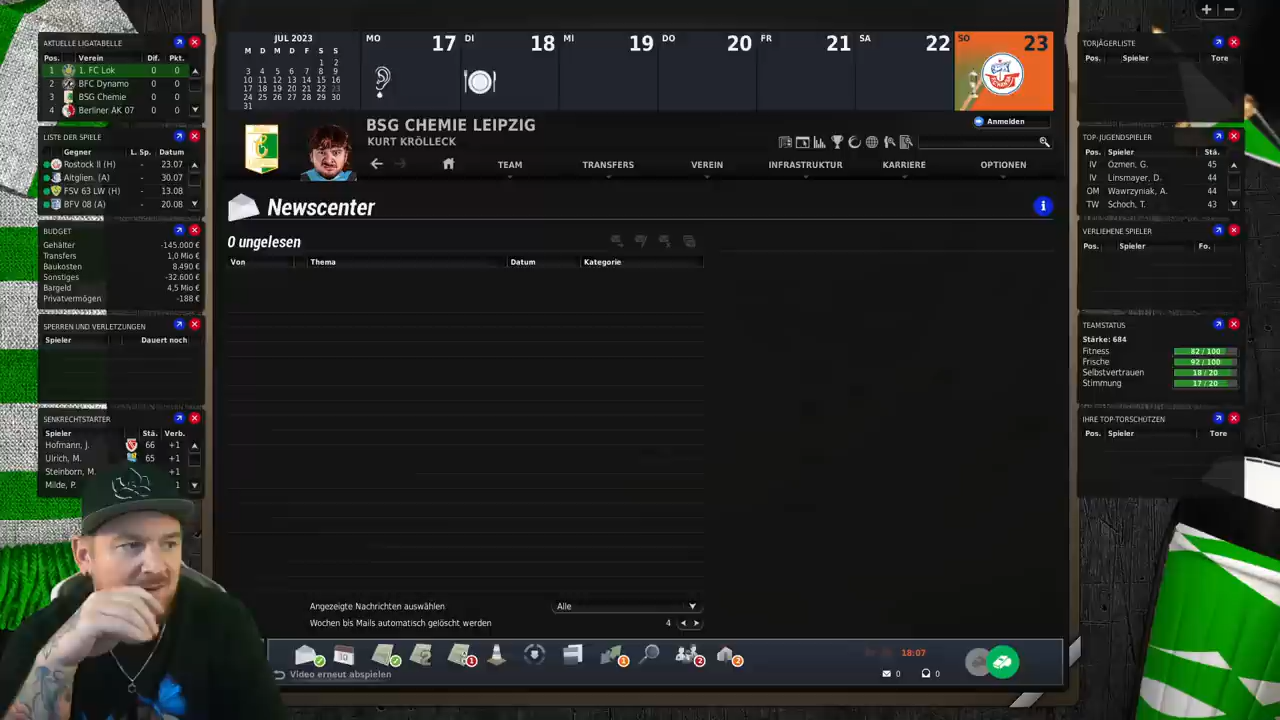 AKTUELLE LIGATABELLE
Pos. Verein Dif. Pkt.
1 1. FC Lok 0 0
2 BFC Dynamo 0 0
3 BSG Chemie 0 0
4 Berliner AK 07 0 0
LISTE DER SPIELE
Gegner L. Sp. Datum
Rostock II (H) - 23.07
Altglien. (A) - 30.07
FSV 63 LW (H) - 13.08
BFV 08 (A) - 20.08
BUDGET
Gehälter -145.000 €
Transfers 1,0 Mio €
Baukosten 8.490 €
Sonstiges -32.600 €
Bargeld 4,5 Mio €
Privatvermögen -188 €
SPERREN UND VERLETZUNGEN
Spieler Dauert noch
SENKRECHTSTARTER
Spieler Stä. Verb.
Hofmann, J. 66 +1
Ulrich, M. 65 +1
Steinborn, M. +1
Milde, P. 1
JUL 2023
M D M D F S S
1 2
3 4 5 6 7 8 9
10 11 12 13 14 15 16
17 18 19 20 21 22 23
24 25 26 27 28 29 30
31
MO 17
DI 18
MI 19
DO 20
FR 21
SA 22
SO 23
BSG CHEMIE LEIPZIG
KURT KRÖLLECK
Anmelden
TEAM TRANSFERS VEREIN INFRASTRUKTUR KARRIERE OPTIONEN
Newscenter
0 ungelesen
Von Thema Datum Kategorie
Angezeigte Nachrichten auswählen Alle
Wochen bis Mails automatisch gelöscht werden 4
30 1 1 2 2
18:07
0 0
Video erneut abspielen
TORJÄGERLISTE
Pos. Spieler Tore
TOP-JUGENDSPIELER
Pos. Spieler Stä.
IV Özmen, G. 45
IV Linsmayer, D. 44
OM Wawrzyniak, A. 44
TW Schoch, T. 43
VERLIEHENE SPIELER
Pos. Spieler Fo.
TEAMSTATUS
Stärke: 684
Fitness 82 / 100
Frische 92 / 100
Selbstvertrauen 18 / 20
Stimmung 17 / 20
IHRE TOP-TORSCHÜTZEN
Pos. Spieler Tore